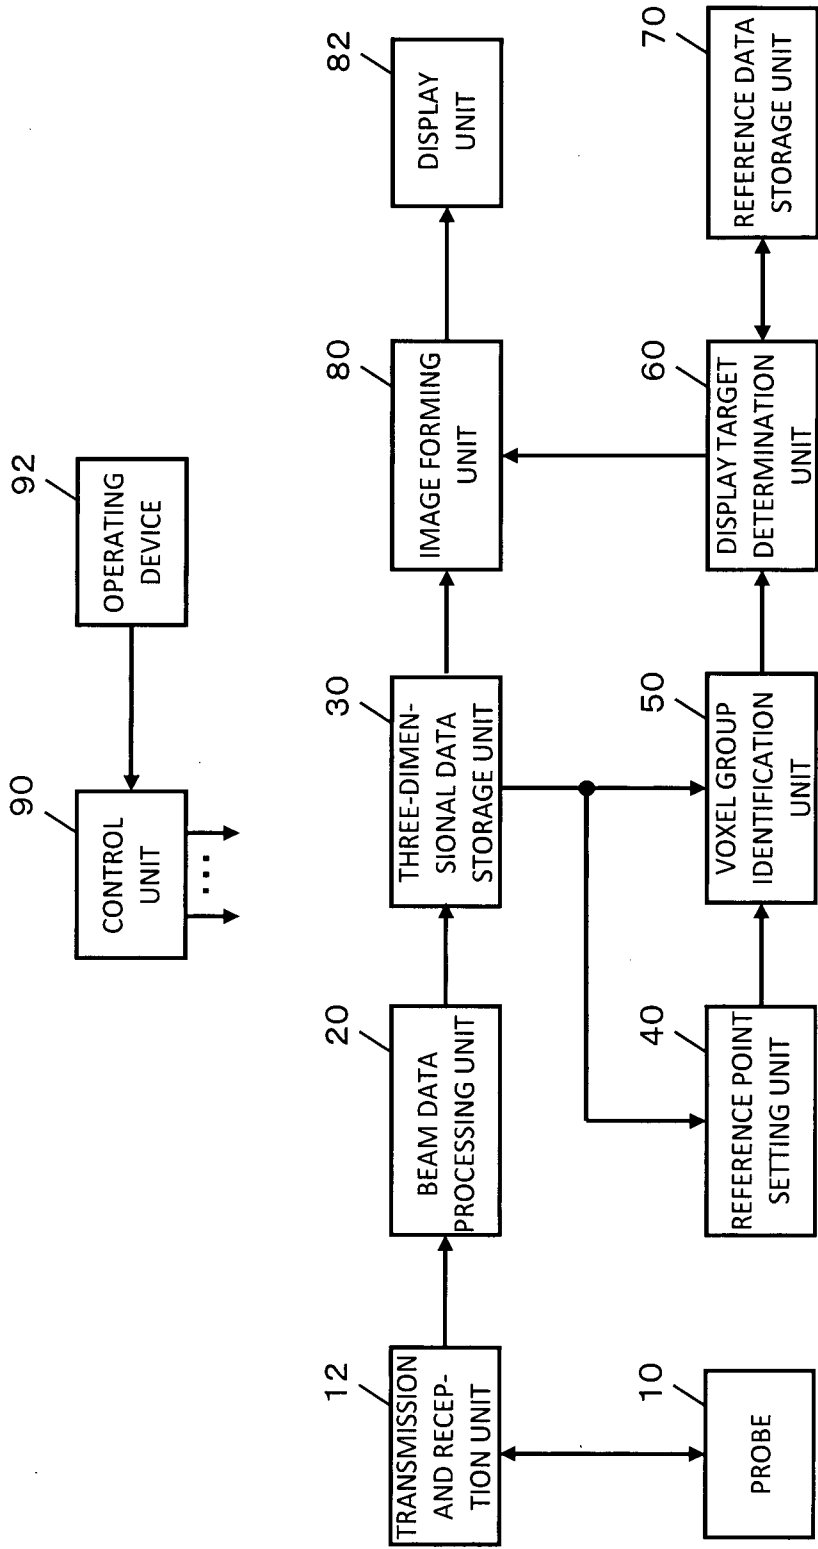 92
OPERATING
DEVICE
90
CONTROL
UNIT
...
12
TRANSMISSION
AND RECEP-
TION UNIT
20
BEAM DATA
PROCESSING UNIT
30
THREE-DIMEN-
SIONAL DATA
STORAGE UNIT
80
IMAGE FORMING
UNIT
82
DISPLAY
UNIT
10
PROBE
40
REFERENCE POINT
SETTING UNIT
50
VOXEL GROUP
IDENTIFICATION
UNIT
60
DISPLAY TARGET
DETERMINATION
UNIT
70
REFERENCE DATA
STORAGE UNIT